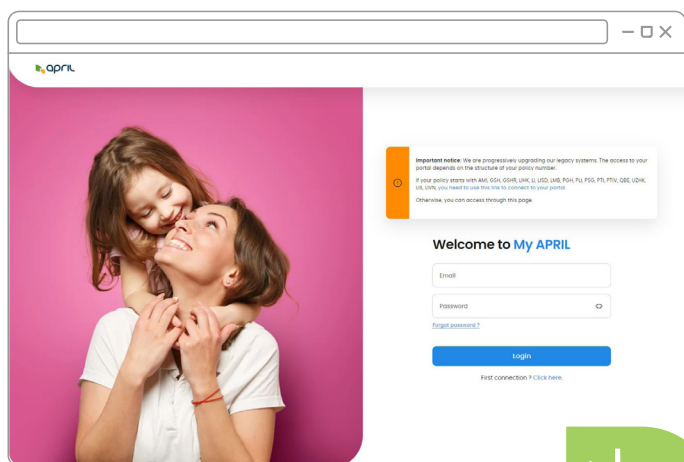 april
Important notice: We are progressively upgrading our legacy systems. The access to your
portal depends on the structure of your policy number.
If your policy starts with AMI, GSH, GSHR, LIHK, LI, LISD, LMB, PGH, PLI, PSG, PTI, PTIV, QBE, UZHK,
US, UVN, you need to use this link to connect to your portal
Otherwise, you can access through this page.
Welcome to My APRIL
Email
Password
Forgot password ?
Login
First connection ? Click here